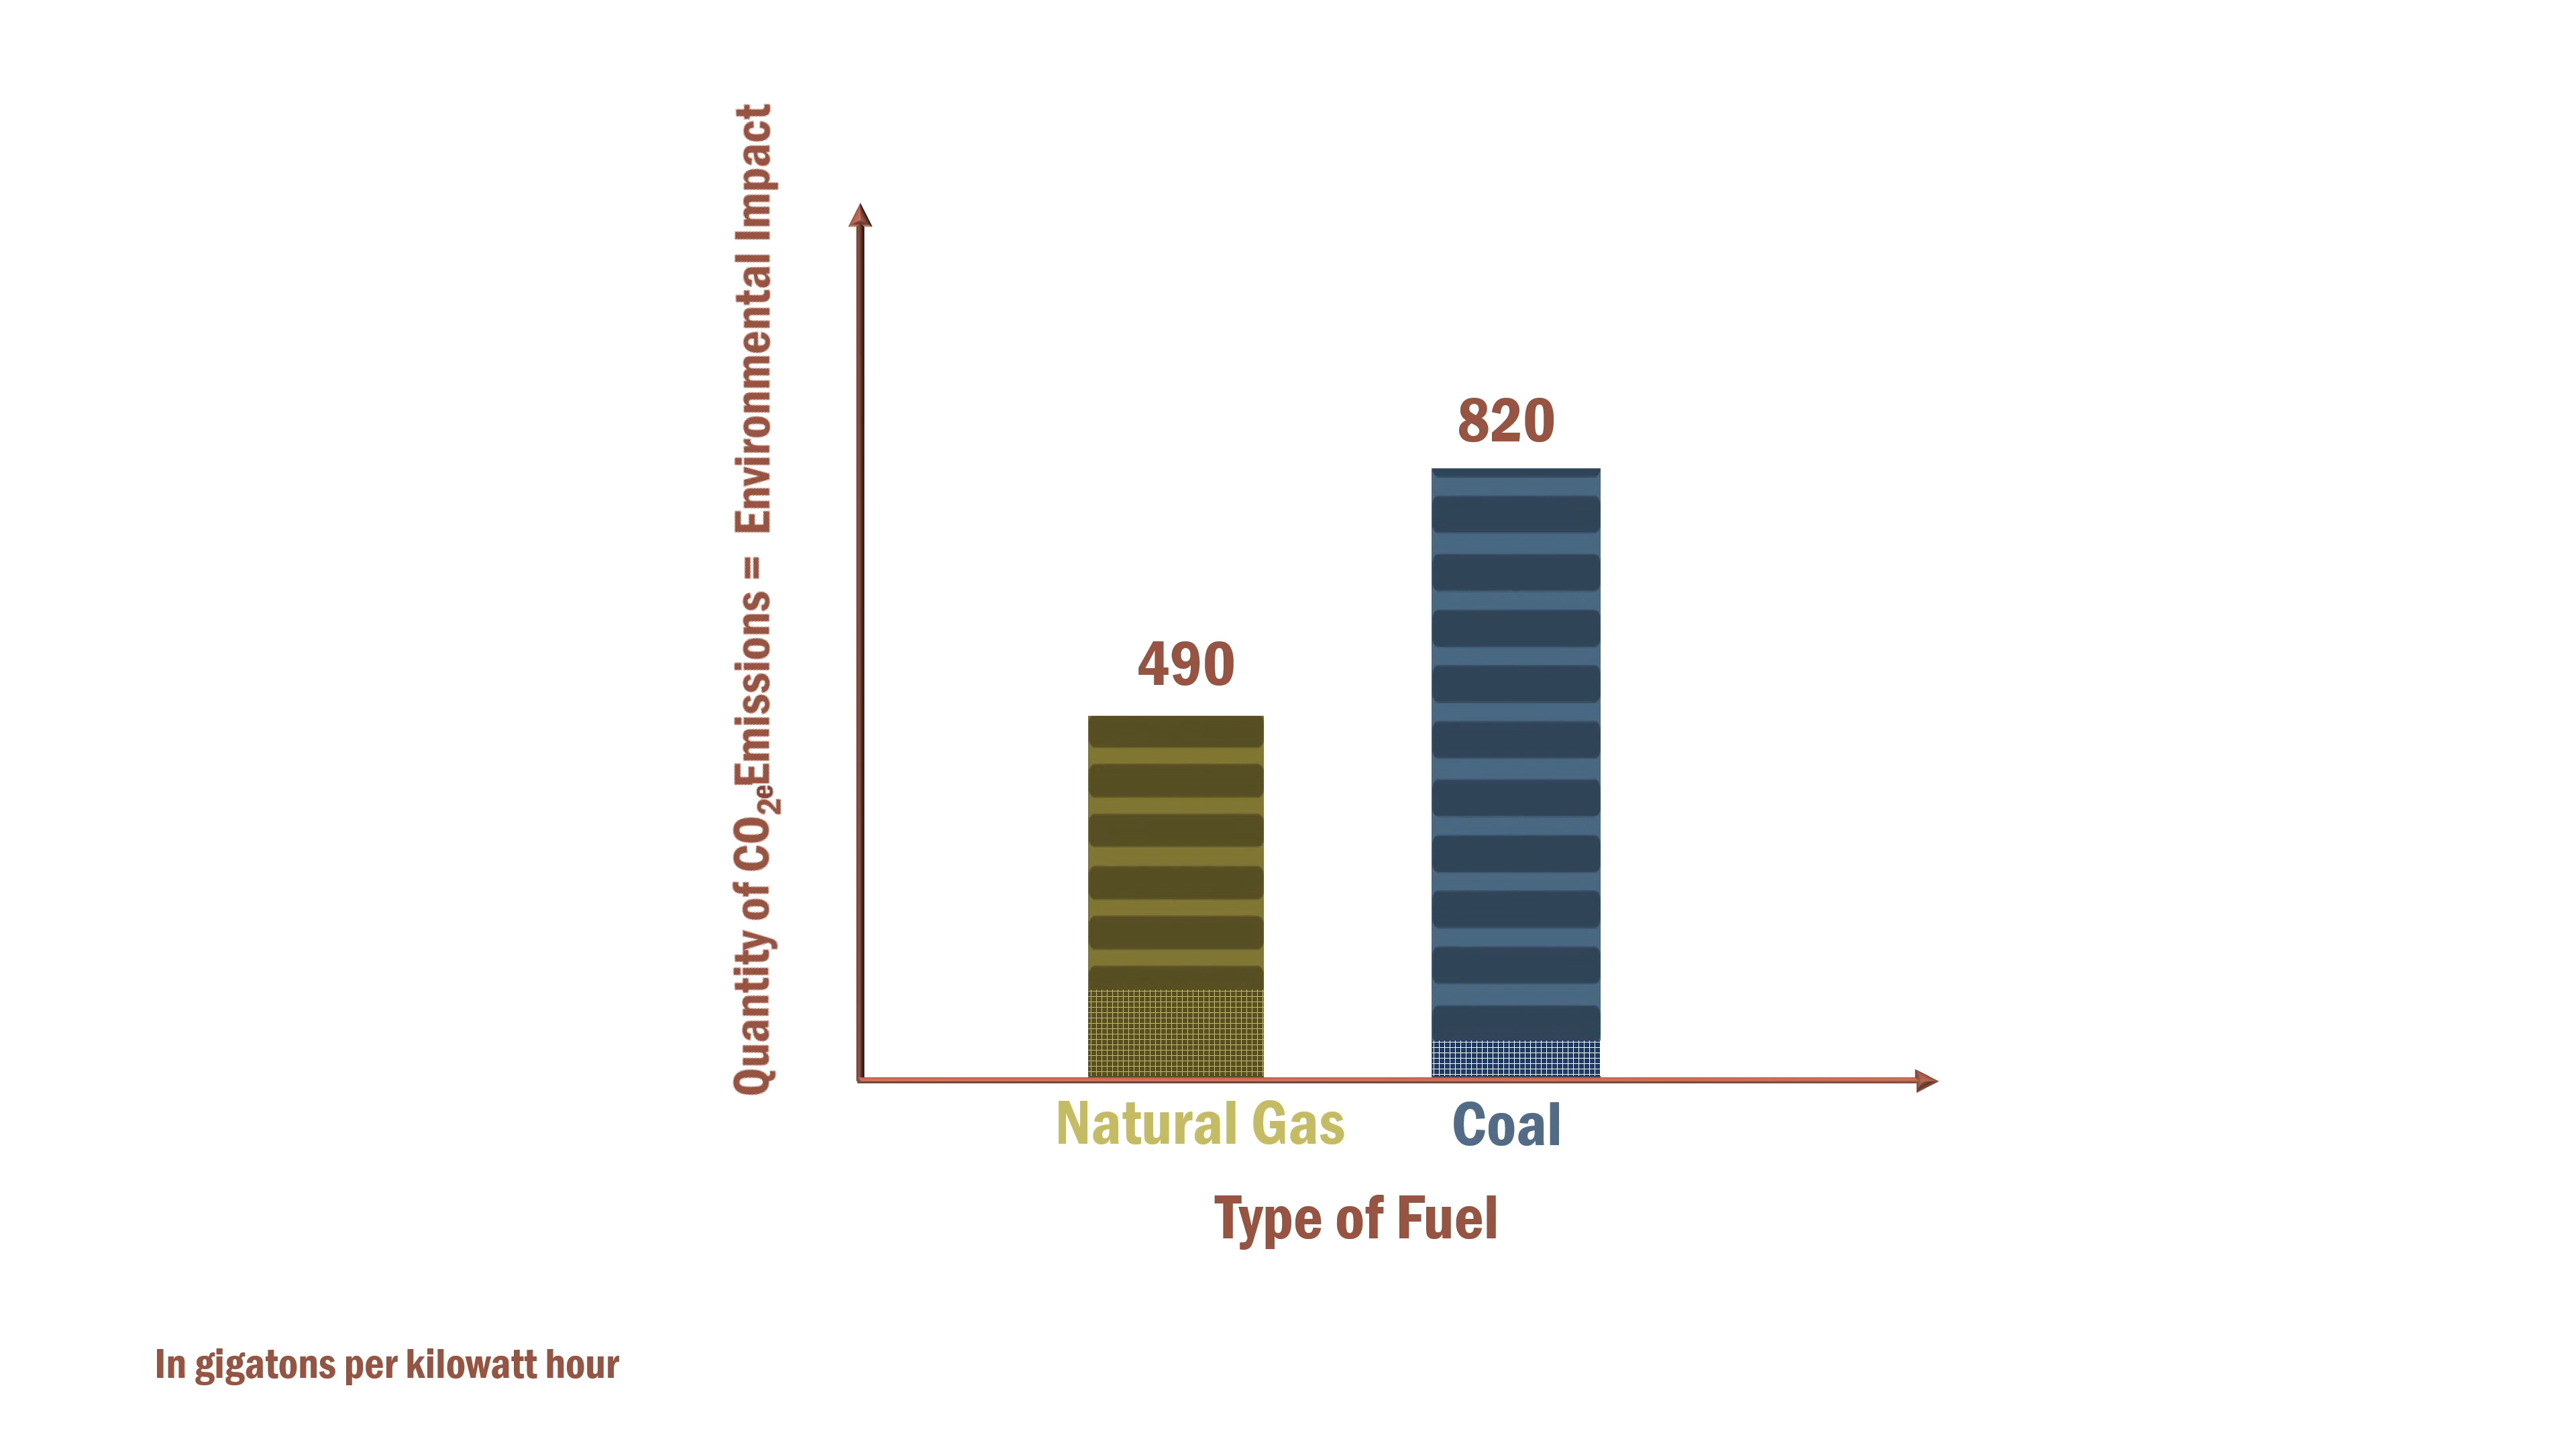 Quantity of CO2eEmissions = Environmental Impact
820
490
Natural Gas
Coal
Type of Fuel
In gigatons per kilowatt hour